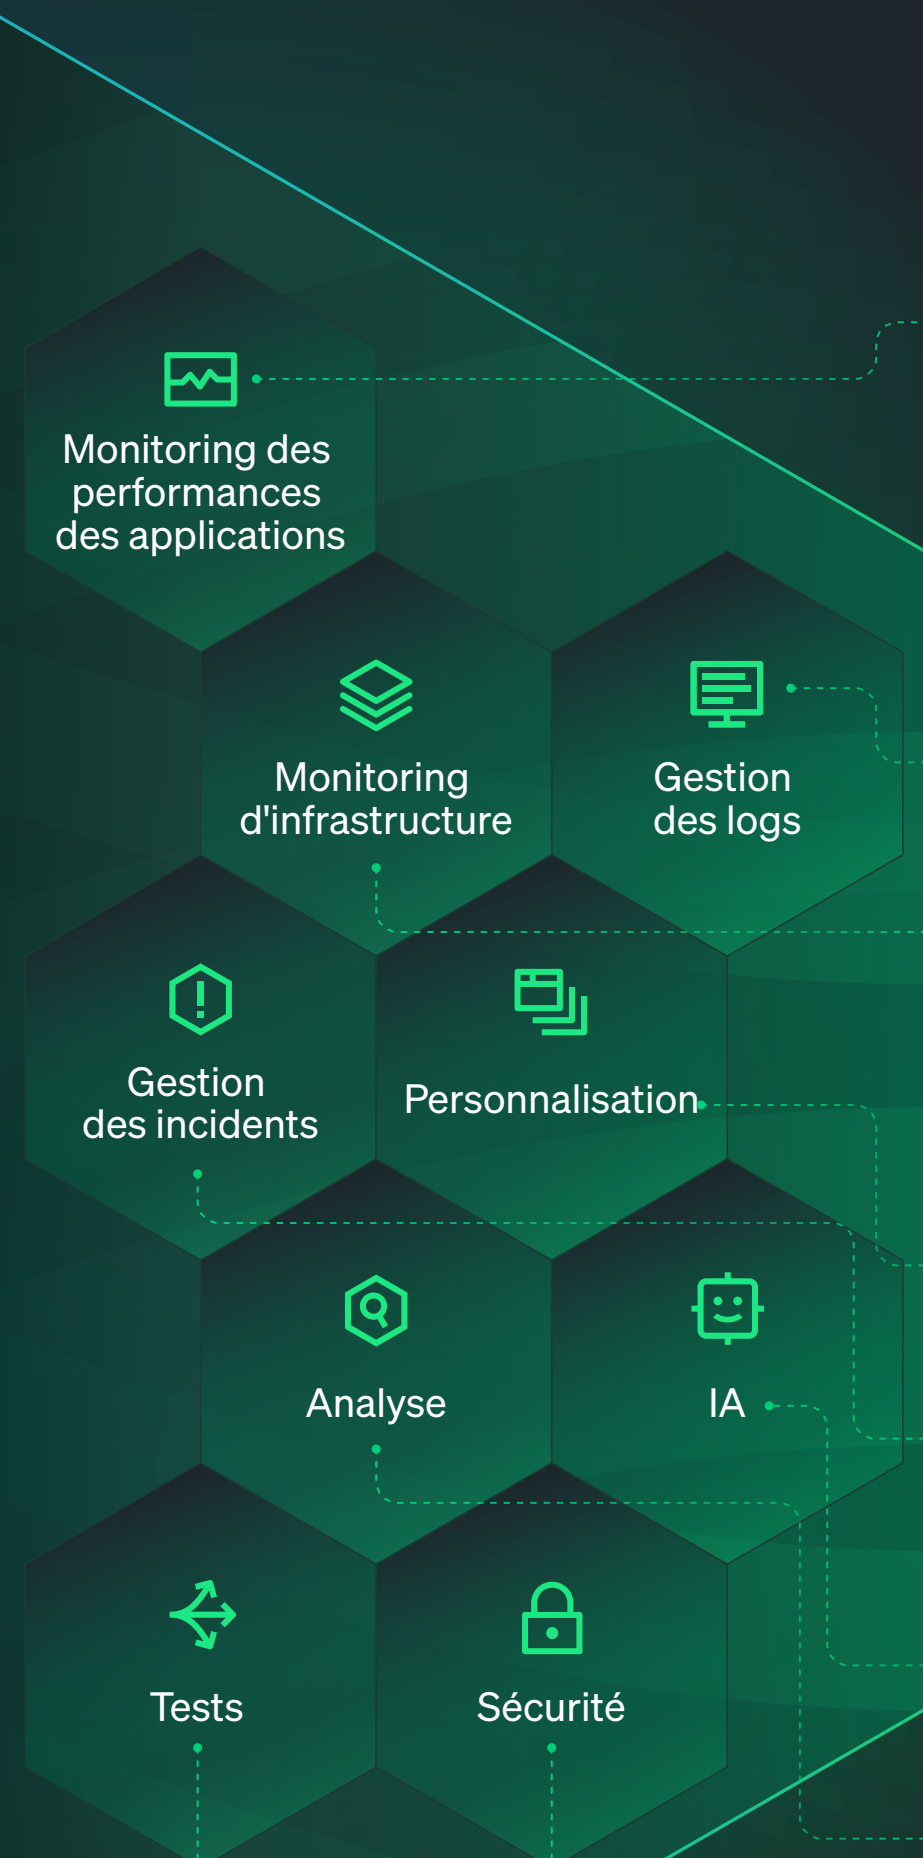 Monitoring des
performances
des applications
Monitoring
d'infrastructure
Gestion
des logs
Gestion
des incidents
Personnalisation
Analyse
IA
Tests
Sécurité